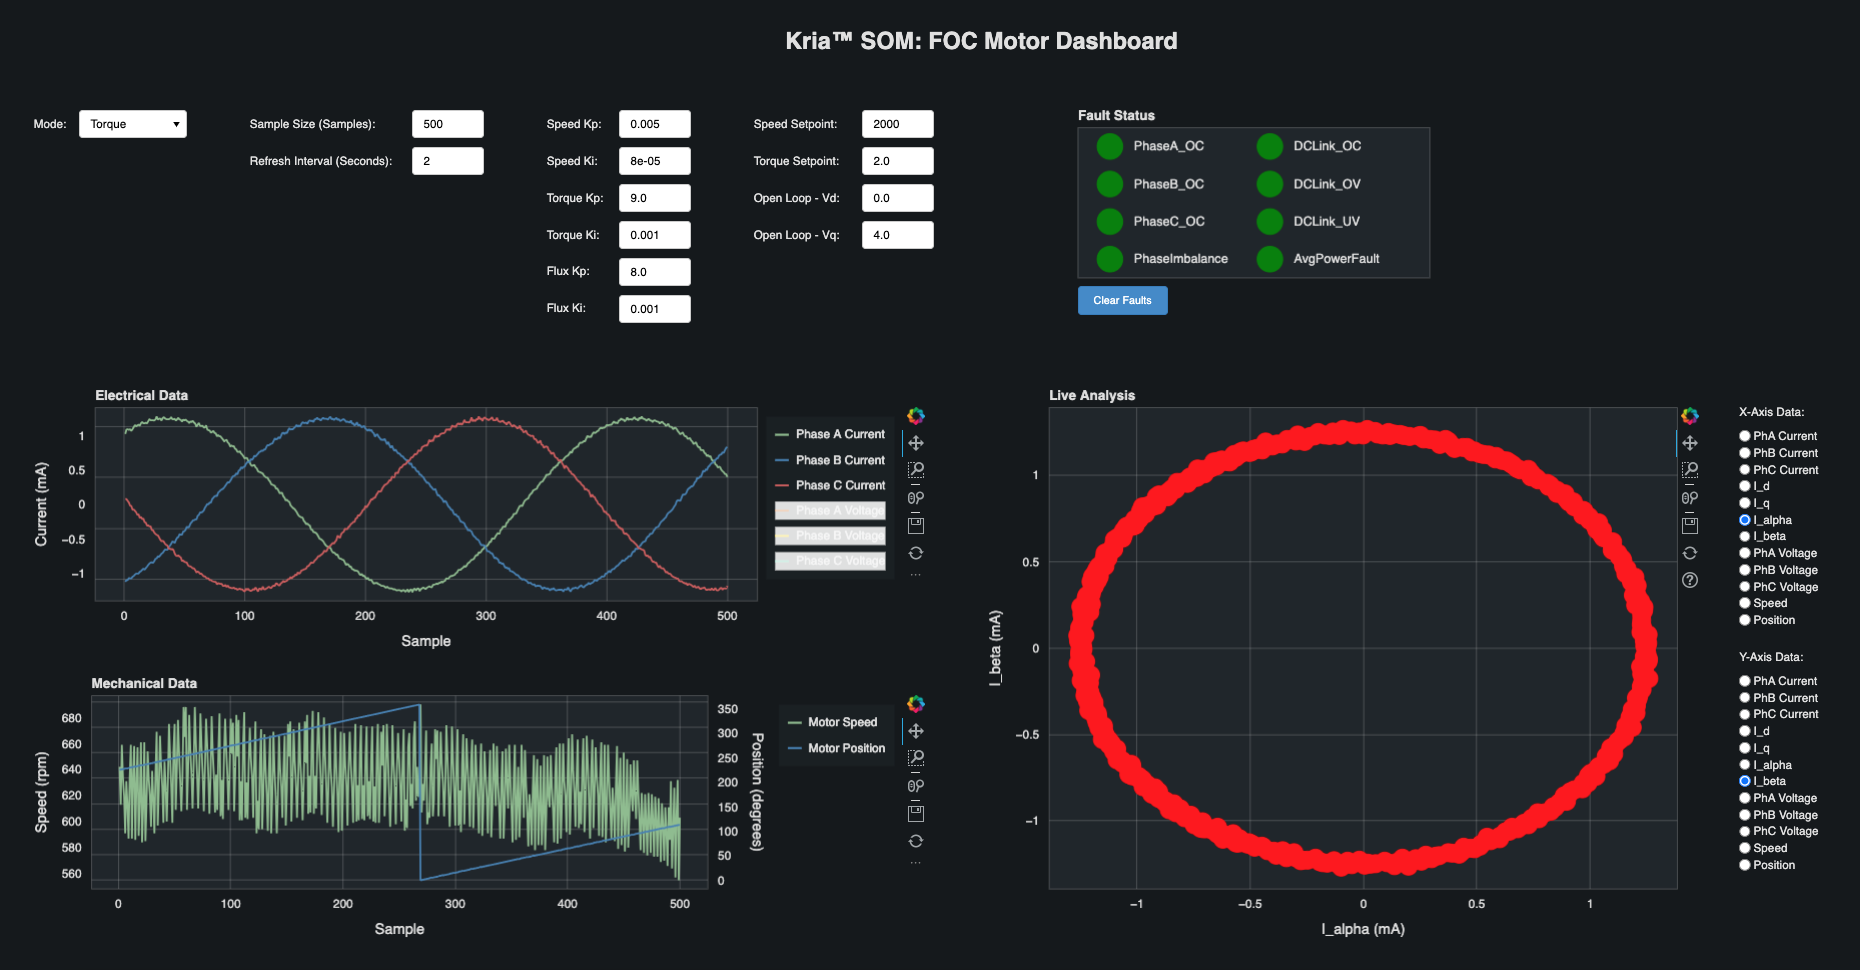 Kria™ SOM: FOC Motor Dashboard
Mode: Torque
Sample Size (Samples): 500
Refresh Interval (Seconds): 2
Speed Kp: 0.005
Speed Ki: 8e-05
Torque Kp: 9.0
Torque Ki: 0.001
Flux Kp: 8.0
Flux Ki: 0.001
Speed Setpoint: 2000
Torque Setpoint: 2.0
Open Loop - Vd: 0.0
Open Loop - Vq: 4.0
Fault Status
PhaseA_OC DCLink_OC
PhaseB_OC DCLink_OV
PhaseC_OC DCLink_UV
PhaseImbalance AvgPowerFault
Clear Faults
Electrical Data
Current (mA)
1
0.5
0
−0.5
−1
0 100 200 300 400 500
Sample
Phase A Current
Phase B Current
Phase C Current
Phase A Voltage
Phase B Voltage
Phase C Voltage
Mechanical Data
Speed (rpm)
680
660
640
620
600
580
560
350
300
250
200
150
100
50
0
Position (degrees)
0 100 200 300 400 500
Sample
Motor Speed
Motor Position
Live Analysis
I_beta (mA)
1
0.5
0
−0.5
−1
−1 −0.5 0 0.5 1
I_alpha (mA)
X-Axis Data:
PhA Current
PhB Current
PhC Current
I_d
I_q
I_alpha
I_beta
PhA Voltage
PhB Voltage
PhC Voltage
Speed
Position
Y-Axis Data:
PhA Current
PhB Current
PhC Current
I_d
I_q
I_alpha
I_beta
PhA Voltage
PhB Voltage
PhC Voltage
Speed
Position